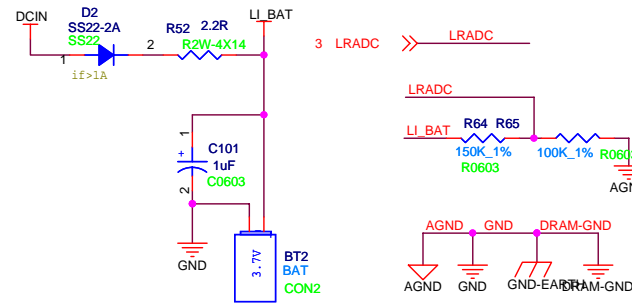 DCIN
D2
SS22-2A
SS22
1
2
if>1A
R52
2.2R
R2W-4X14
LI_BAT
3 LRADC
LRADC
LRADC
LI_BAT
R64 R65
150K_1%
R0603
100K_1%
R0603
AGND
1
+
C101
1uF
C0603
2
GND
3.7V
BT2
BAT
CON2
AGND GND DRAM-GND
AGND
GND
GND-EARTH
DRAM-GND